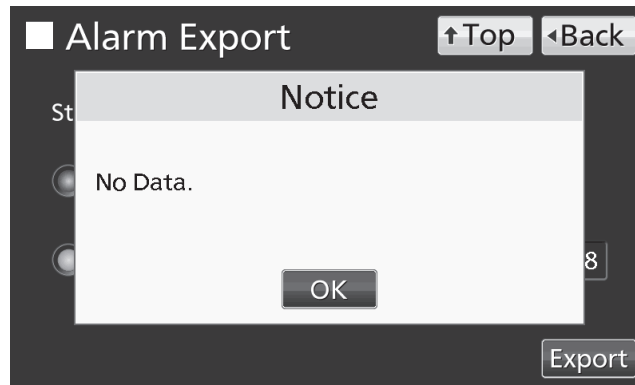 Alarm Export
↑Top
◂Back
St
Notice
No Data.
8
OK
Export